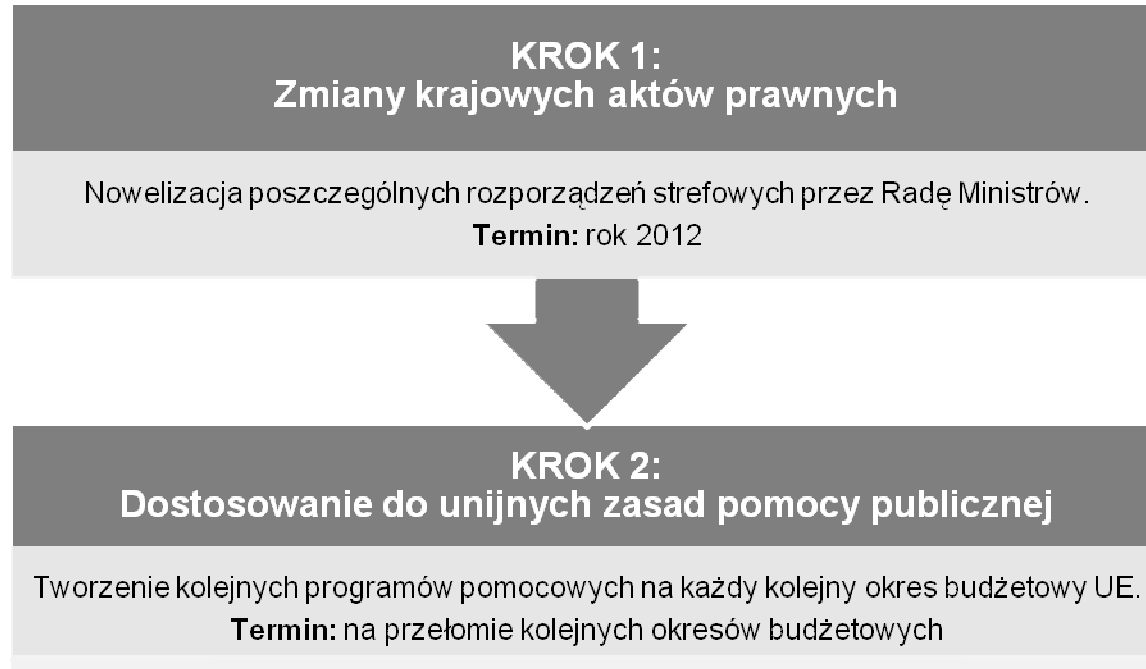 KROK 1:
Zmiany krajowych aktów prawnych
Nowelizacja poszczególnych rozporządzeń strefowych przez Radę Ministrów.
Termin: rok 2012
KROK 2:
Dostosowanie do unijnych zasad pomocy publicznej
Tworzenie kolejnych programów pomocowych na każdy kolejny okres budżetowy UE.
Termin: na przełomie kolejnych okresów budżetowych